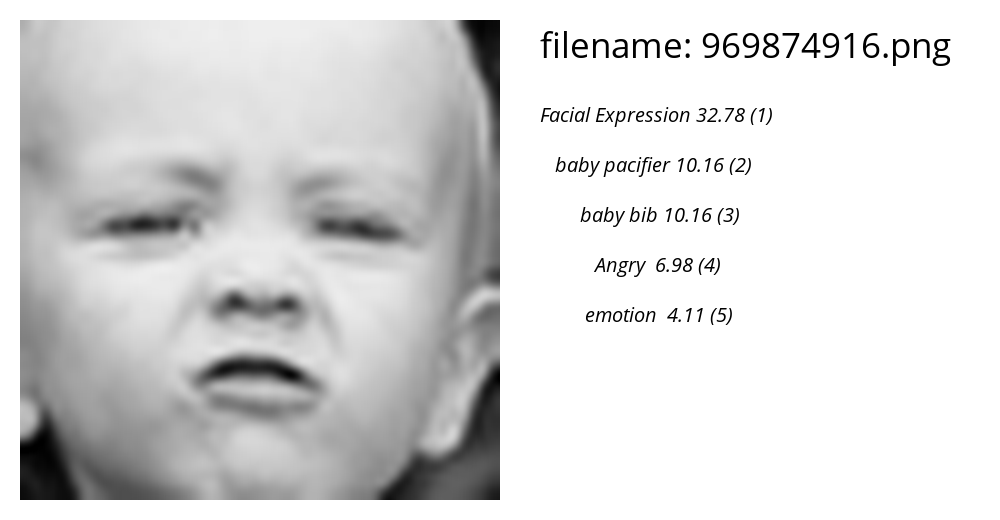 filename: 969874916.png
Facial Expression 32.78 (1)
baby pacifier 10.16 (2)
baby bib 10.16 (3)
Angry  6.98 (4)
emotion  4.11 (5)